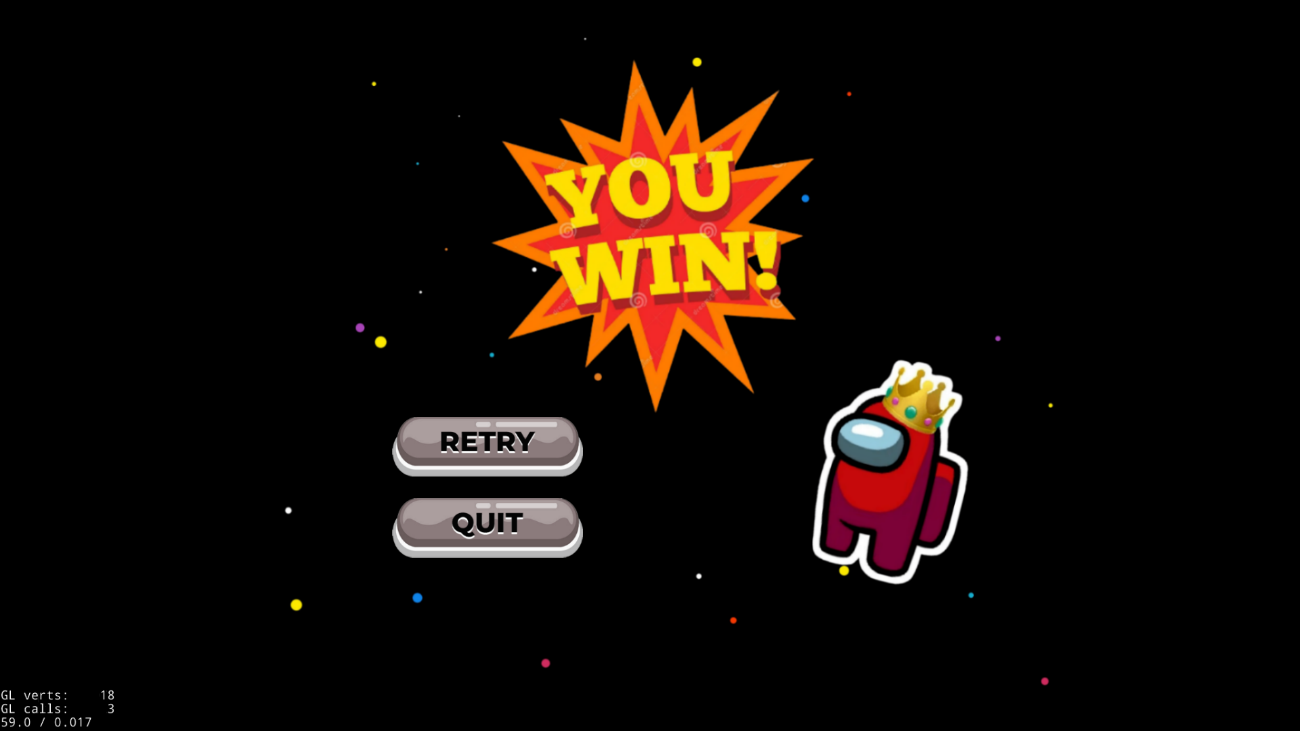 YOU
WIN!
RETRY
QUIT
GL verts: 18
GL calls: 3
59.0 / 0.017